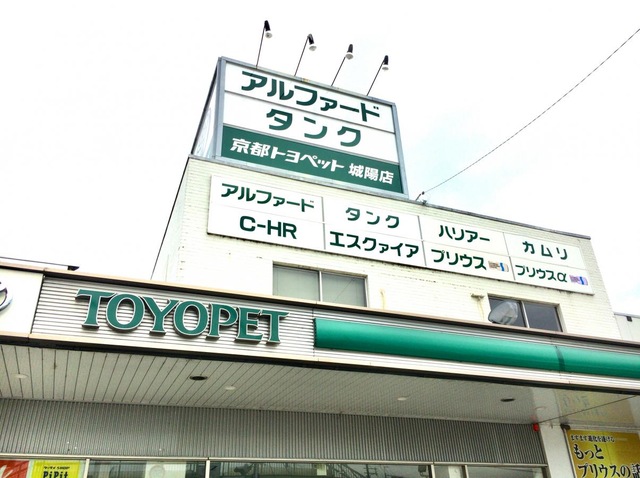 アルファード
タンク
京都トヨペット 城陽店
アルファード タンク ハリアー カムリ
C-HR エスクァイア プリウス プリウスα
TOYOPET
もっと
プリウスの話
PiPit